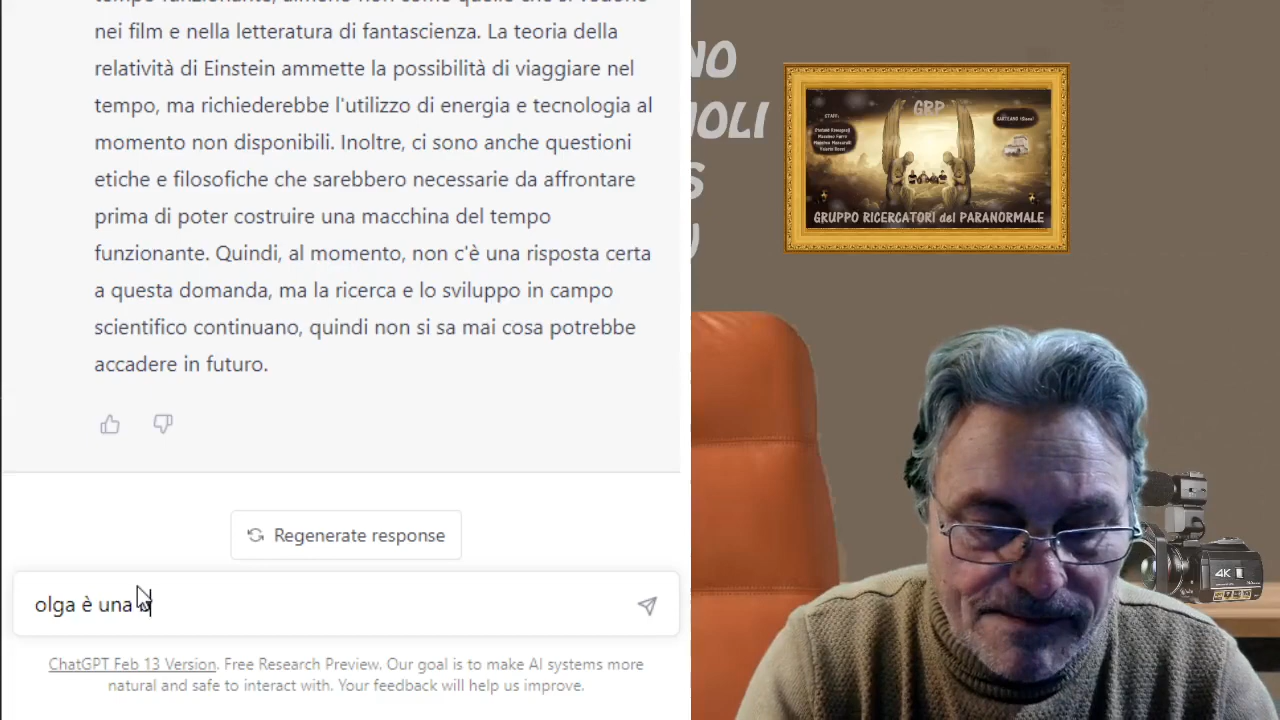 nei film e nella letteratura di fantascienza. La teoria della
relatività di Einstein ammette la possibilità di viaggiare nel
tempo, ma richiederebbe l'utilizzo di energia e tecnologia al
momento non disponibili. Inoltre, ci sono anche questioni
etiche e filosofiche che sarebbero necessarie da affrontare
prima di poter costruire una macchina del tempo
funzionante. Quindi, al momento, non c'è una risposta certa
a questa domanda, ma la ricerca e lo sviluppo in campo
scientifico continuano, quindi non si sa mai cosa potrebbe
accadere in futuro.
Regenerate response
olga è una
ChatGPT Feb 13 Version. Free Research Preview. Our goal is to make AI systems more
natural and safe to interact with. Your feedback will help us improve.
NO
OLI
S
GRP
STAFF:
SARTEANO (Siena)
GRUPPO RICERCATORI del PARANORMALE
4K